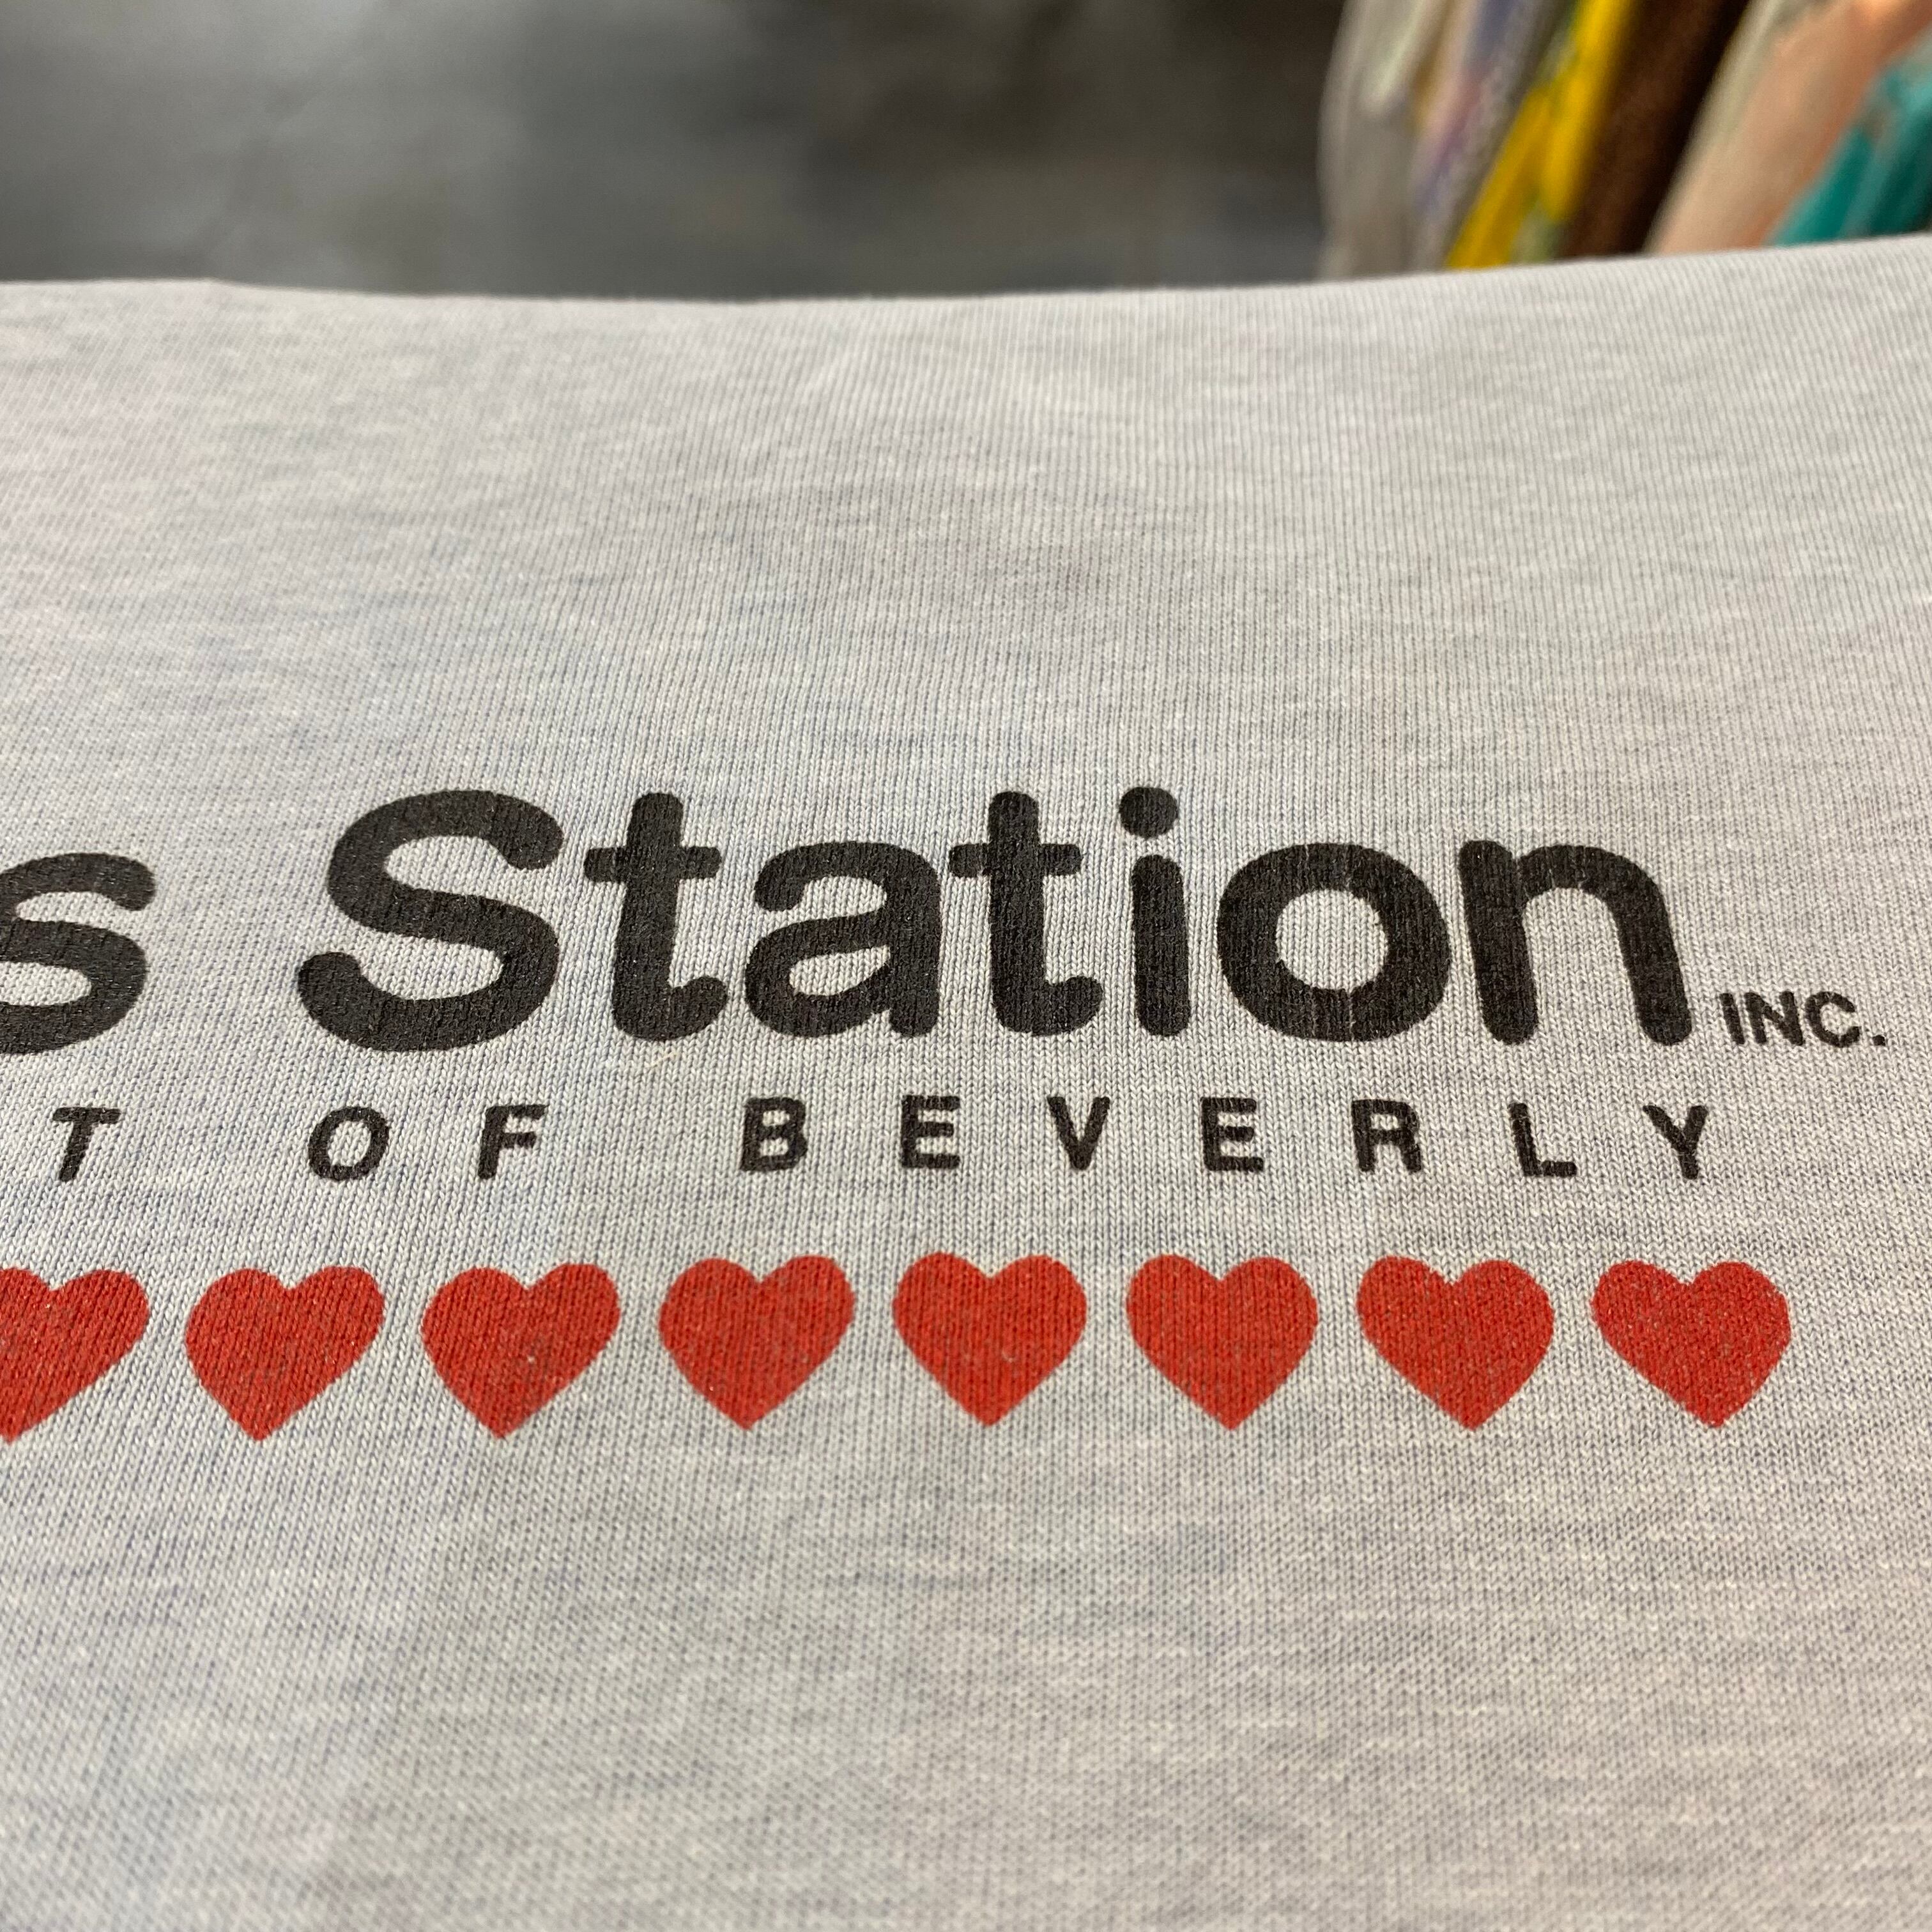 s Station INC.
T OF BEVERLY